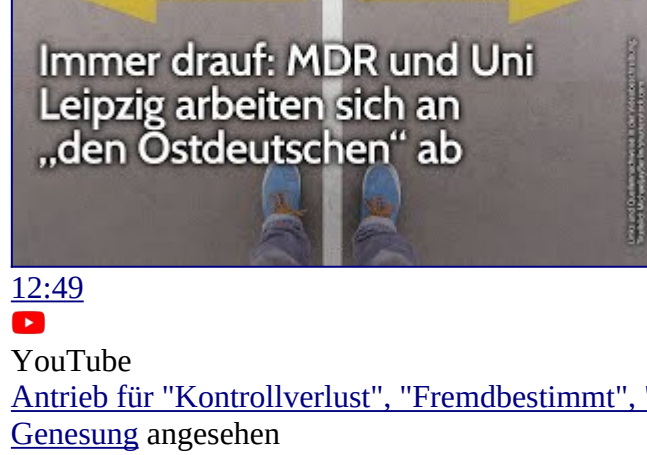 Immer drauf: MDR und Uni
Leipzig arbeiten sich an
„den Ostdeutschen“ ab
12:49
YouTube
Antrieb für "Kontrollverlust", "Fremdbestimmt",
Genesung angesehen